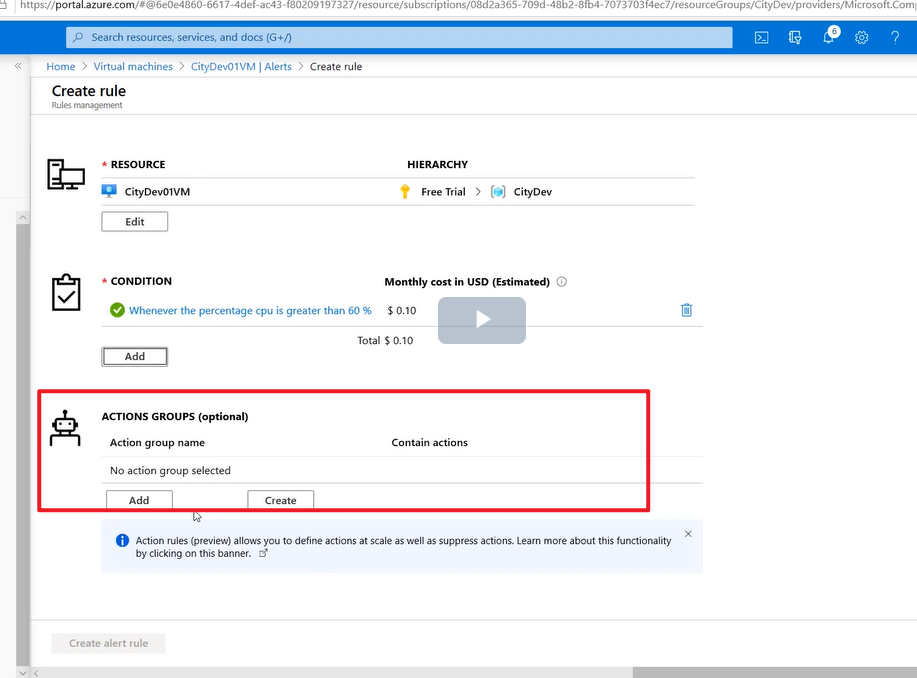 https://portal.azure.com/#@6e0e4860-6617-4def-ac43-f80209197327/resource/subscriptions/08d2a365-709d-48b2-8fb4-7073703f4ec7/resourceGroups/CityDev/providers/Microsoft.Comp
Search resources, services, and docs (G+/)
6
?
« Home > Virtual machines > CityDev01VM | Alerts > Create rule
Create rule
Rules management
* RESOURCE HIERARCHY
CityDev01VM Free Trial > CityDev
Edit
* CONDITION Monthly cost in USD (Estimated) i
Whenever the percentage cpu is greater than 60 % $ 0.10
Total $ 0.10
Add
ACTIONS GROUPS (optional)
Action group name Contain actions
No action group selected
Add Create
Action rules (preview) allows you to define actions at scale as well as suppress actions. Learn more about this functionality
by clicking on this banner.
Create alert rule